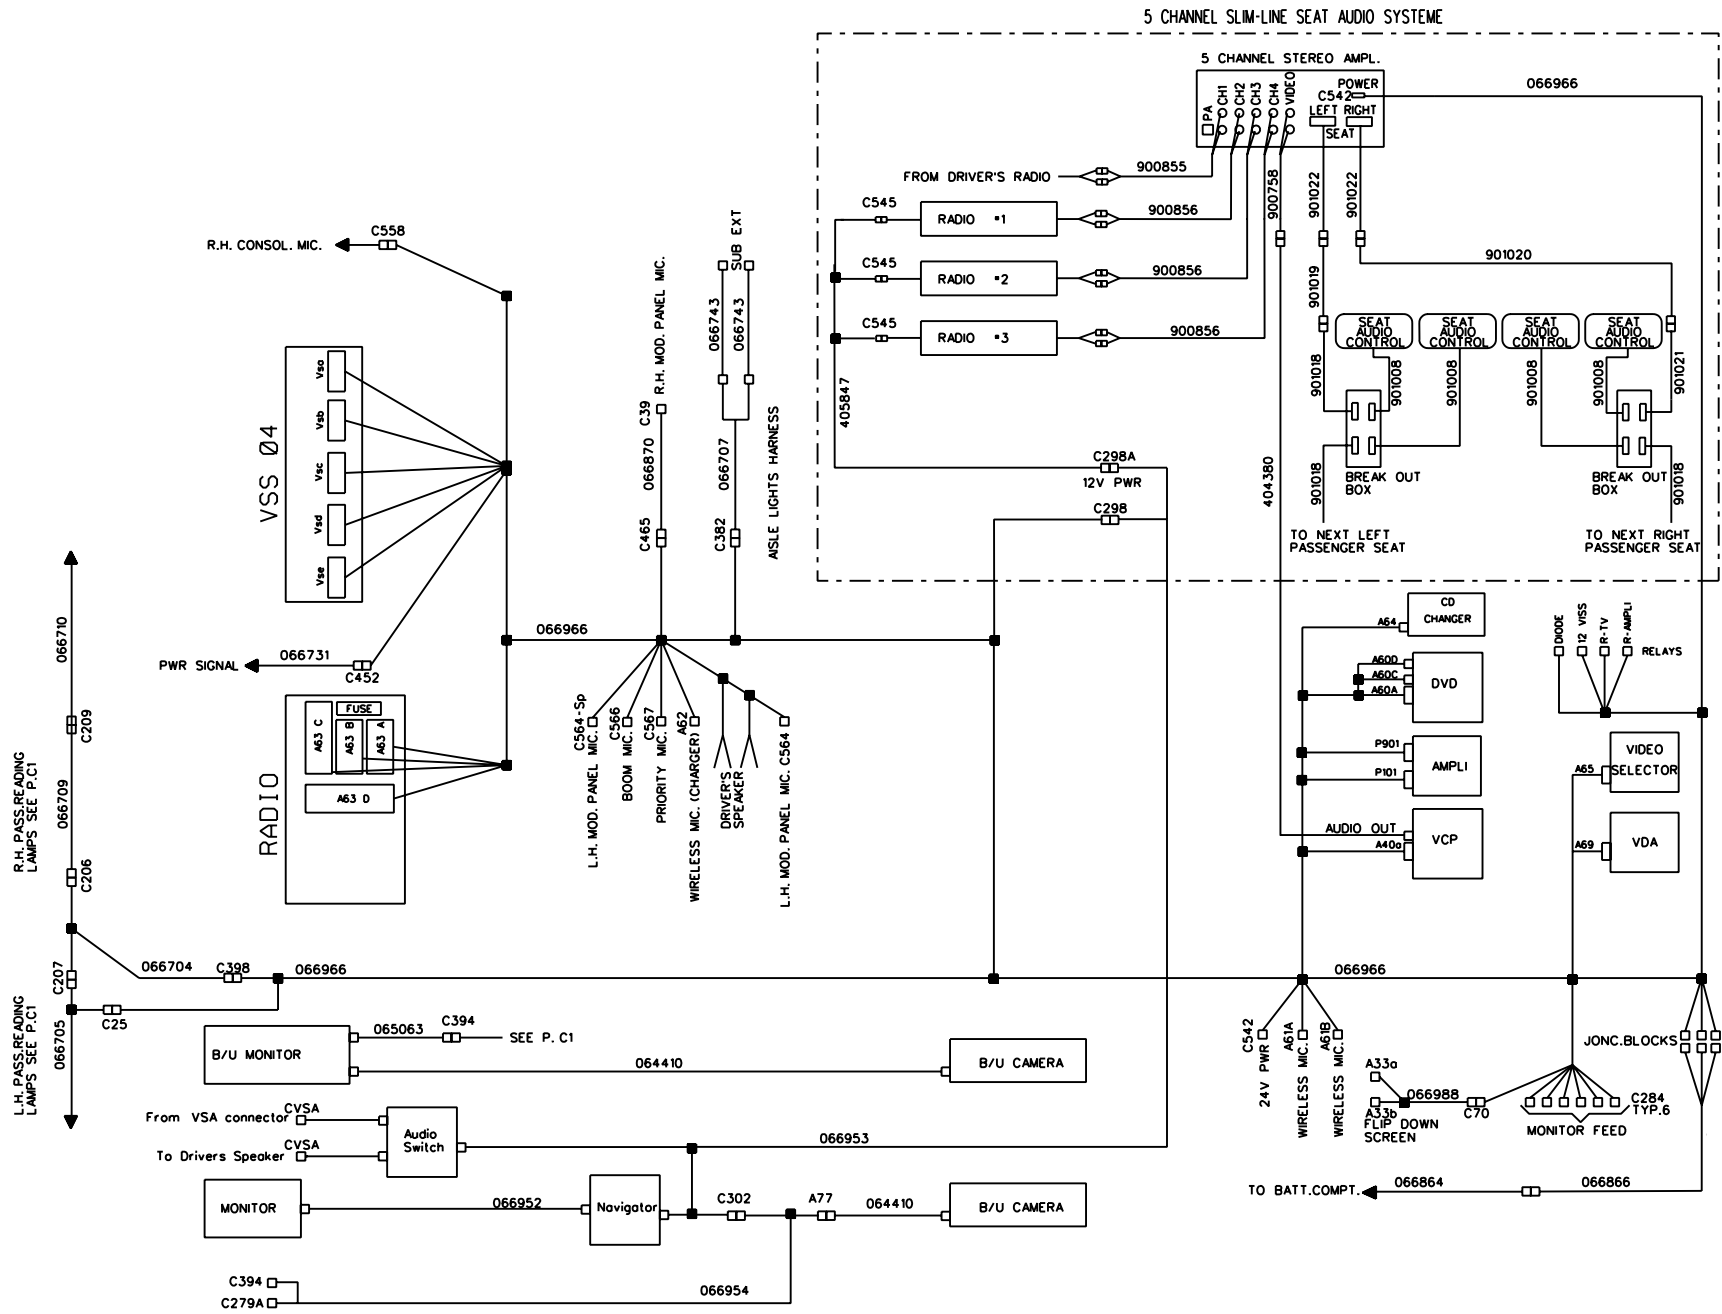 5 CHANNEL SLIM-LINE SEAT AUDIO SYSTEME
5 CHANNEL STEREO AMPL.
POWER
C542
LEFT RIGHT
SEAT
PA
CH1
CH2
CH3
CH4
VIDEO
066966
FROM DRIVER'S RADIO
900855
C545
RADIO #1
900856
C545
RADIO #2
900856
C545
RADIO #3
900856
900758
901022
901022
901019
901020
SEAT
AUDIO
CONTROL
SEAT
AUDIO
CONTROL
SEAT
AUDIO
CONTROL
SEAT
AUDIO
CONTROL
901018
901008
901008
901008
901008
901021
405847
C298A
12V PWR
C298
404380
901018
BREAK OUT
BOX
BREAK OUT
BOX
901018
TO NEXT LEFT
PASSENGER SEAT
TO NEXT RIGHT
PASSENGER SEAT
R.H. CONSOL. MIC.
C558
R.H. MOD. PANEL MIC.
C39
066870
C465
SUB EXT
066743
066743
066707
C382
AISLE LIGHTS HARNESS
VSS 04
Vsa
Vsb
Vsc
Vsd
Vse
066966
PWR SIGNAL
066731
C452
RADIO
FUSE
A63 C
A63 B
A63 A
A63 D
L.H. MOD. PANEL MIC.
C564-Sp
BOOM MIC.
C566
PRIORITY MIC.
C567
WIRELESS MIC. (CHARGER)
A62
DRIVER'S
SPEAKER
L.H. MOD. PANEL MIC. C564
066710
C209
R.H. PASS.READING
LAMPS SEE P.C1
066709
C206
C207
L.H. PASS.READING
LAMPS SEE P.C1
066705
066704
C398
066966
C25
CD
CHANGER
A64
A60D
A60C
A60A
DVD
P901
P101
AMPLI
AUDIO OUT
A40a
VCP
DIODE
12 VISS
R-TV
R-AMPLI
RELAYS
VIDEO
SELECTOR
A65
VDA
A69
066966
C542
24V PWR
A61A
WIRELESS MIC.
A61B
WIRELESS MIC.
JONC.BLOCKS
A33a
A33b
066988
C70
FLIP DOWN
SCREEN
C284
TYP.6
MONITOR FEED
TO BATT.COMPT.
066864
066866
B/U MONITOR
065063
C394
SEE P. C1
064410
B/U CAMERA
From VSA connector
CVSA
To Drivers Speaker
CVSA
Audio
Switch
066953
MONITOR
066952
Navigator
C302
A77
064410
B/U CAMERA
C394
C279A
066954